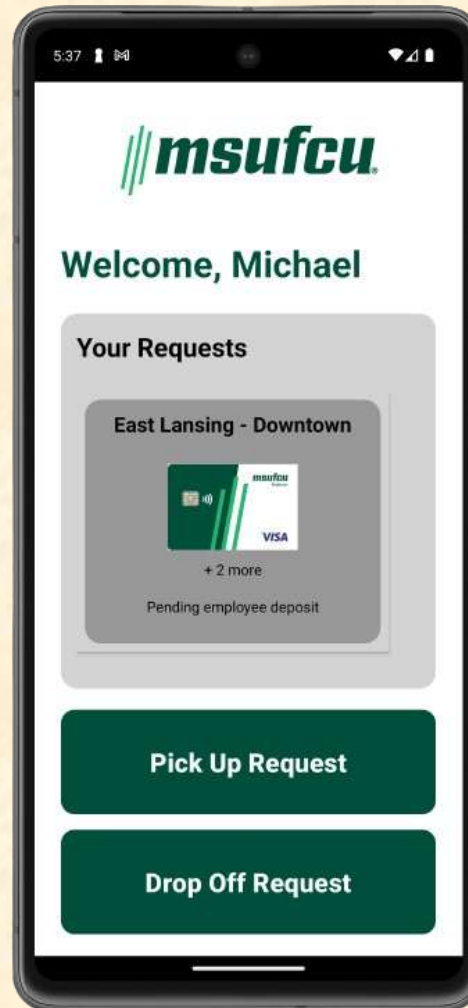 5:37
msufcu
Welcome, Michael
Your Requests
East Lansing - Downtown
msufcu
VISA
+ 2 more
Pending employee deposit
Pick Up Request
Drop Off Request